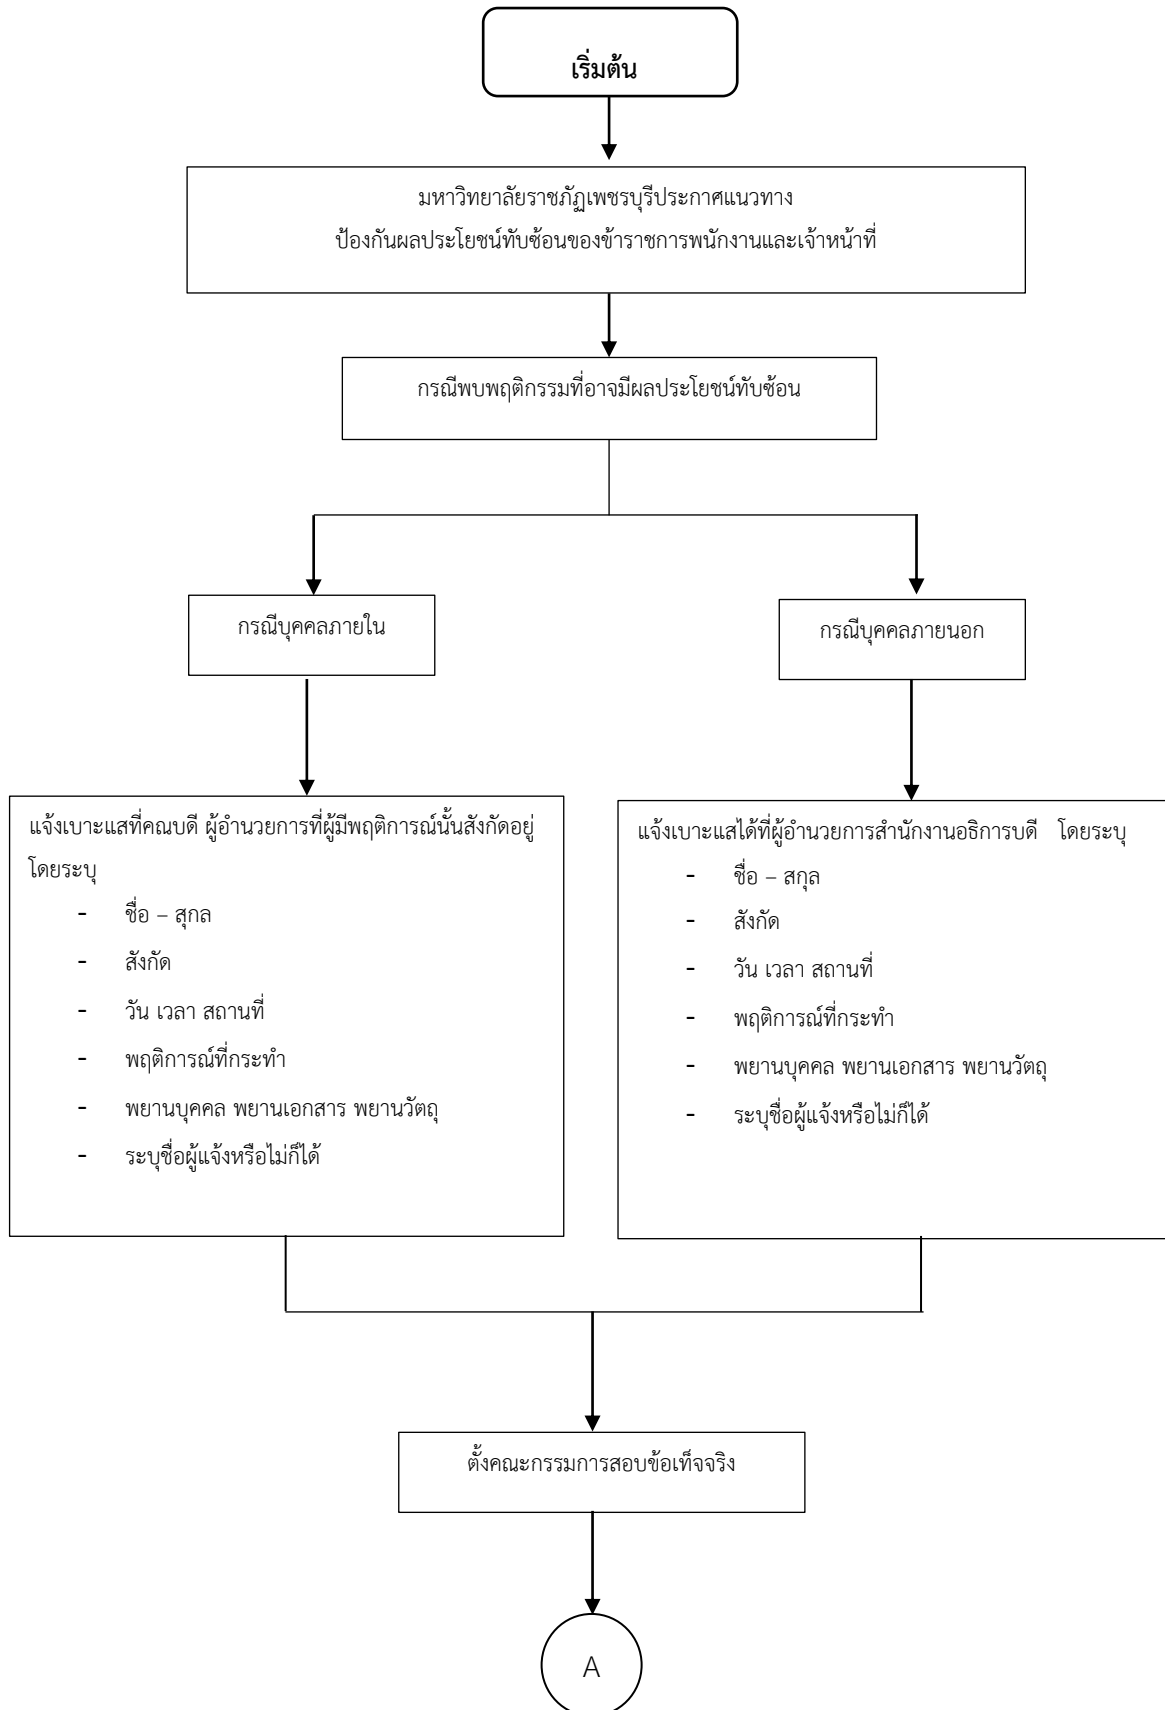 เริ่มต้น
มหาวิทยาลัยราชภัฏเพชรบุรีประกาศแนวทาง
ป้องกันผลประโยชน์ทับซ้อนของข้าราชการพนักงานและเจ้าหน้าที่
กรณีพบพฤติกรรมที่อาจมีผลประโยชน์ทับซ้อน
กรณีบุคคลภายใน
กรณีบุคคลภายนอก
แจ้งเบาะแสที่คณบดี ผู้อำนวยการที่ผู้มีพฤติการณ์นั้นสังกัดอยู่
โดยระบุ
- ชื่อ – สุกล
- สังกัด
- วัน เวลา สถานที่
- พฤติการณ์ที่กระทำ
- พยานบุคคล พยานเอกสาร พยานวัตถุ
- ระบุชื่อผู้แจ้งหรือไม่ก็ได้
แจ้งเบาะแสได้ที่ผู้อำนวยการสำนักงานอธิการบดี โดยระบุ
- ชื่อ – สกุล
- สังกัด
- วัน เวลา สถานที่
- พฤติการณ์ที่กระทำ
- พยานบุคคล พยานเอกสาร พยานวัตถุ
- ระบุชื่อผู้แจ้งหรือไม่ก็ได้
ตั้งคณะกรรมการสอบข้อเท็จจริง
A